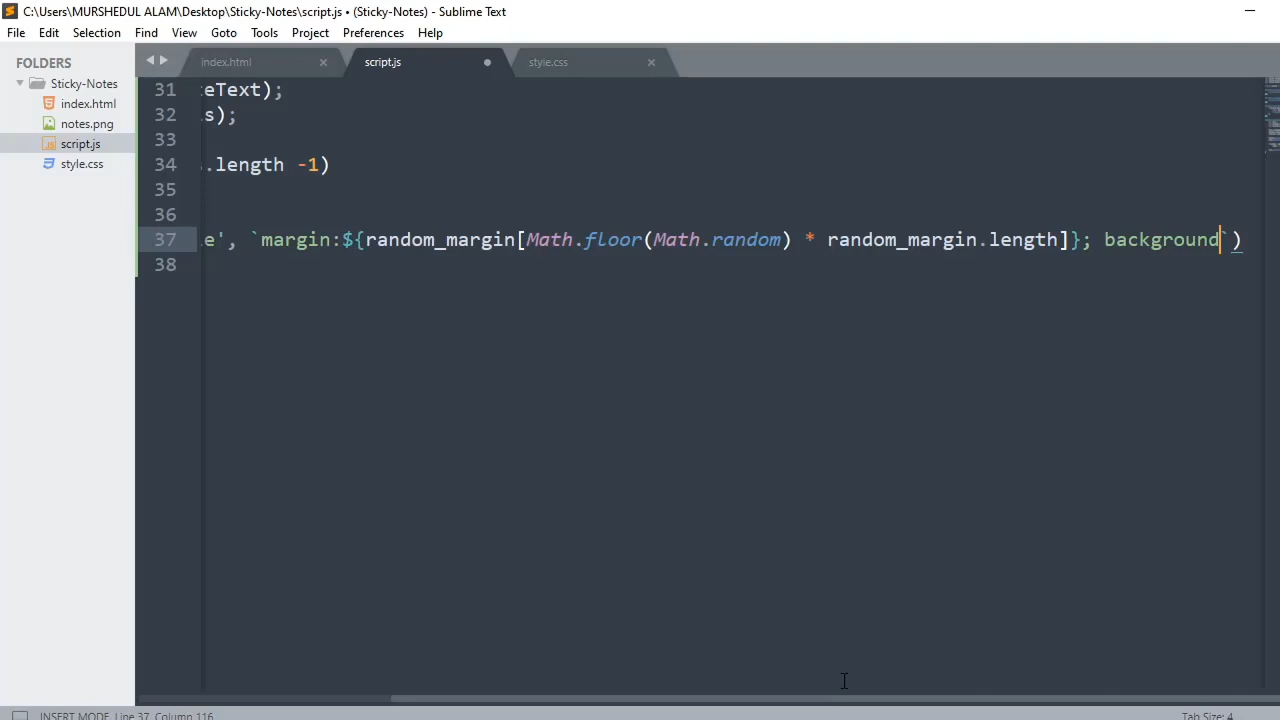 C:\Users\MURSHEDUL ALAM\Desktop\Sticky-Notes\script.js • (Sticky-Notes) - Sublime Text
File Edit Selection Find View Goto Tools Project Preferences Help
FOLDERS
Sticky-Notes
index.html
notes.png
script.js
style.css
index.html script.js style.css
31 eText);
32 s);
33
34 .length -1)
35
36
37 e', `margin:${random_margin[Math.floor(Math.random) * random_margin.length]}; background`)
38
INSERT MODE, Line 37, Column 116
Tab Size: 4